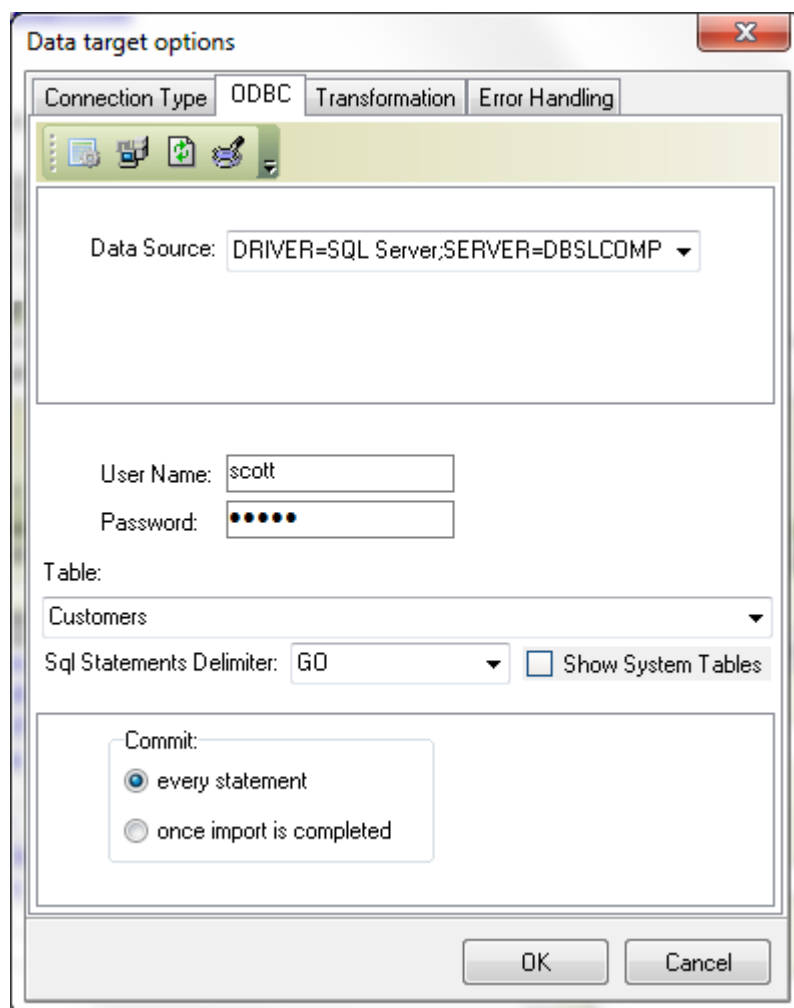 Data target options
Connection Type ODBC Transformation Error Handling
Data Source: DRIVER=SQL Server;SERVER=DBSLCOMP
User Name: scott
Password: •••••
Table:
Customers
Sql Statements Delimiter: GO Show System Tables
Commit:
every statement
once import is completed
OK Cancel